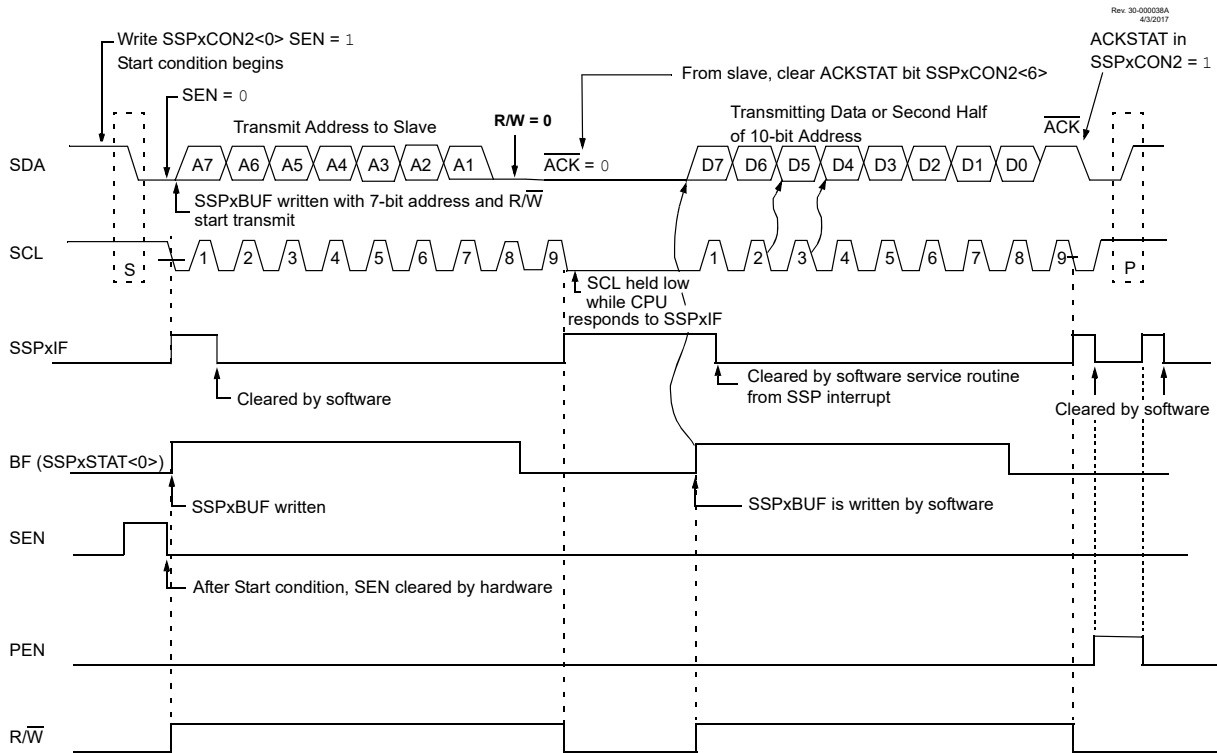 Rev. 30-000038A
4/3/2017
Write SSPxCON2<0> SEN = 1
Start condition begins
ACKSTAT in
SSPxCON2 = 1
From slave, clear ACKSTAT bit SSPxCON2<6>
SEN = 0
Transmit Address to Slave
R/W = 0
Transmitting Data or Second Half
of 10-bit Address
ACK
SDA
A7 A6 A5 A4 A3 A2 A1
ACK = 0
D7 D6 D5 D4 D3 D2 D1 D0
SSPxBUF written with 7-bit address and R/W
start transmit
SCL
S
1 2 3 4 5 6 7 8 9
1 2 3 4 5 6 7 8 9
P
SCL held low
while CPU
responds to SSPxIF
SSPxIF
Cleared by software
Cleared by software service routine
from SSP interrupt
Cleared by software
BF (SSPxSTAT<0>)
SSPxBUF written
SSPxBUF is written by software
SEN
After Start condition, SEN cleared by hardware
PEN
R/W